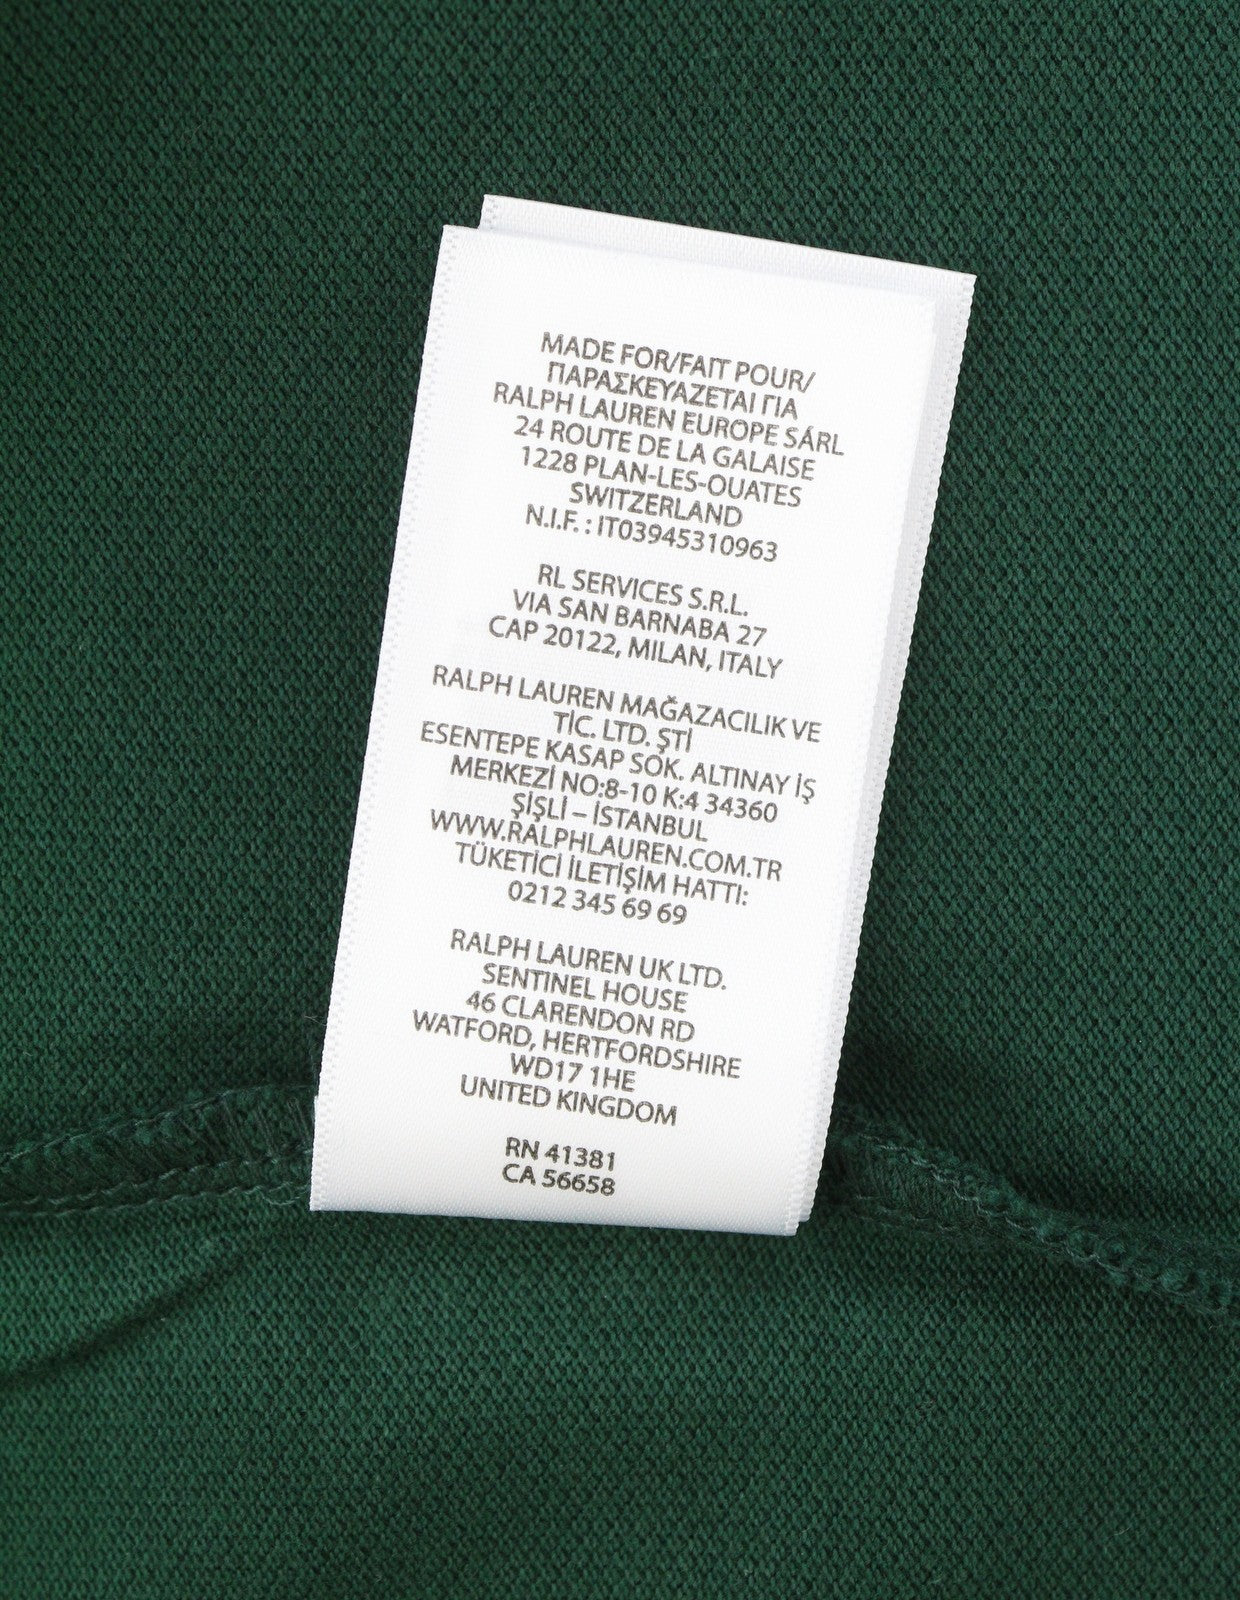 MADE FOR/FAIT POUR/
ΠΑΡΑΣΚΕΥΑΖΕΤΑΙ ΓΙΑ
RALPH LAUREN EUROPE SÁRL
24 ROUTE DE LA GALAISE
1228 PLAN-LES-OUATES
SWITZERLAND
N.I.F. : IT03945310963
RL SERVICES S.R.L.
VIA SAN BARNABA 27
CAP 20122, MILAN, ITALY
RALPH LAUREN MAĞAZACILIK VE
TİC. LTD. ŞTİ
ESENTEPE KASAP SOK. ALTINAY İŞ
MERKEZİ NO:8-10 K:4 34360
ŞİŞLİ – İSTANBUL
WWW.RALPHLAUREN.COM.TR
TÜKETİCİ İLETİŞİM HATTI:
0212 345 69 69
RALPH LAUREN UK LTD.
SENTINEL HOUSE
46 CLARENDON RD
WATFORD, HERTFORDSHIRE
WD17 1HE
UNITED KINGDOM
RN 41381
CA 56658